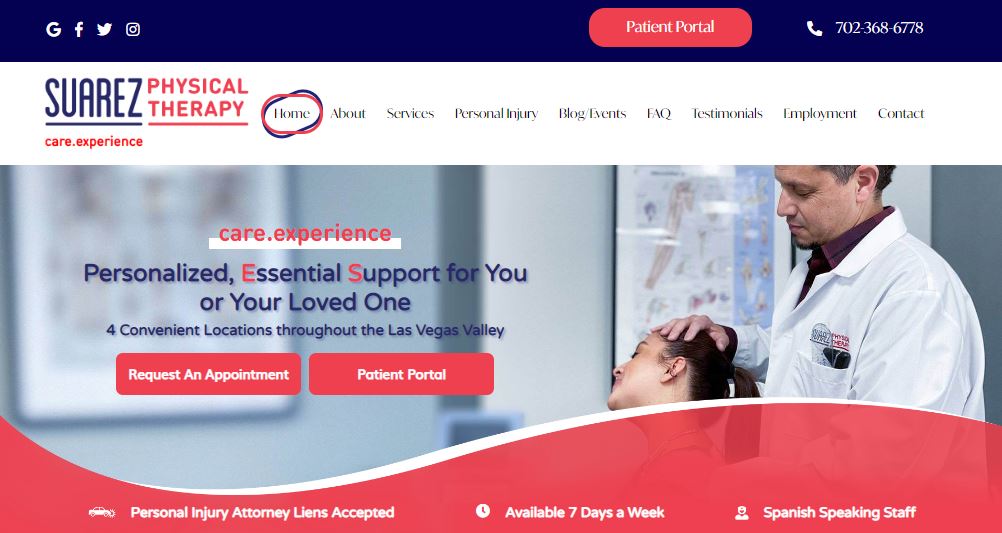 Patient Portal
702-368-6778
SUAREZ PHYSICAL THERAPY
care.experience
Home
About
Services
Personal Injury
Blog/Events
FAQ
Testimonials
Employment
Contact
care.experience
Personalized, Essential Support for You
or Your Loved One
4 Convenient Locations throughout the Las Vegas Valley
Request An Appointment
Patient Portal
SUAREZ PHYSICAL THERAPY
Personal Injury Attorney Liens Accepted
Available 7 Days a Week
Spanish Speaking Staff